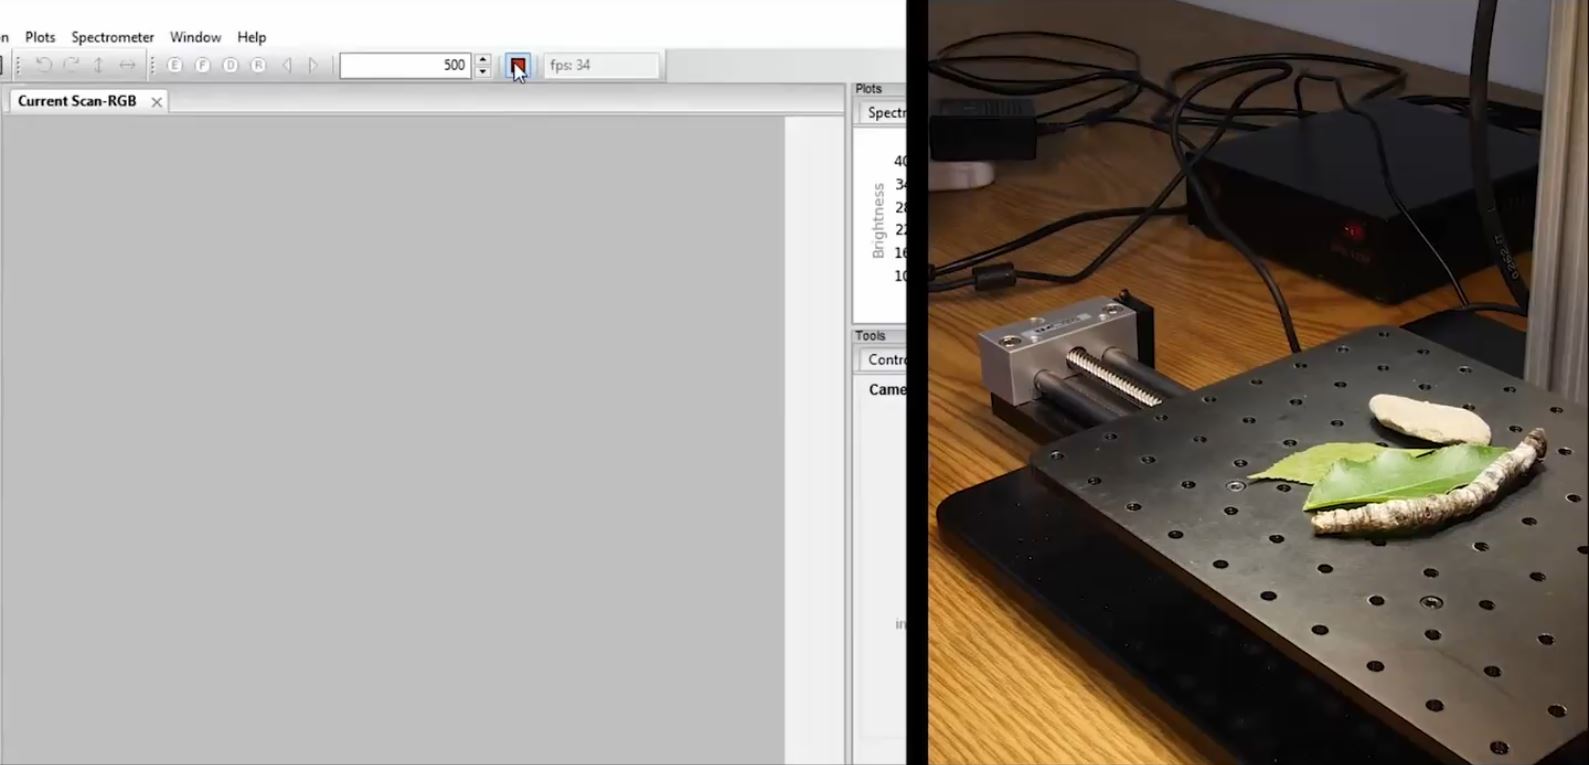 n Plots Spectrometer Window Help
E F D R 500 fps: 34
Current Scan-RGB
Plots
Spectr
Brightness
40
34
28
22
16
10
Tools
Contro
Came
in